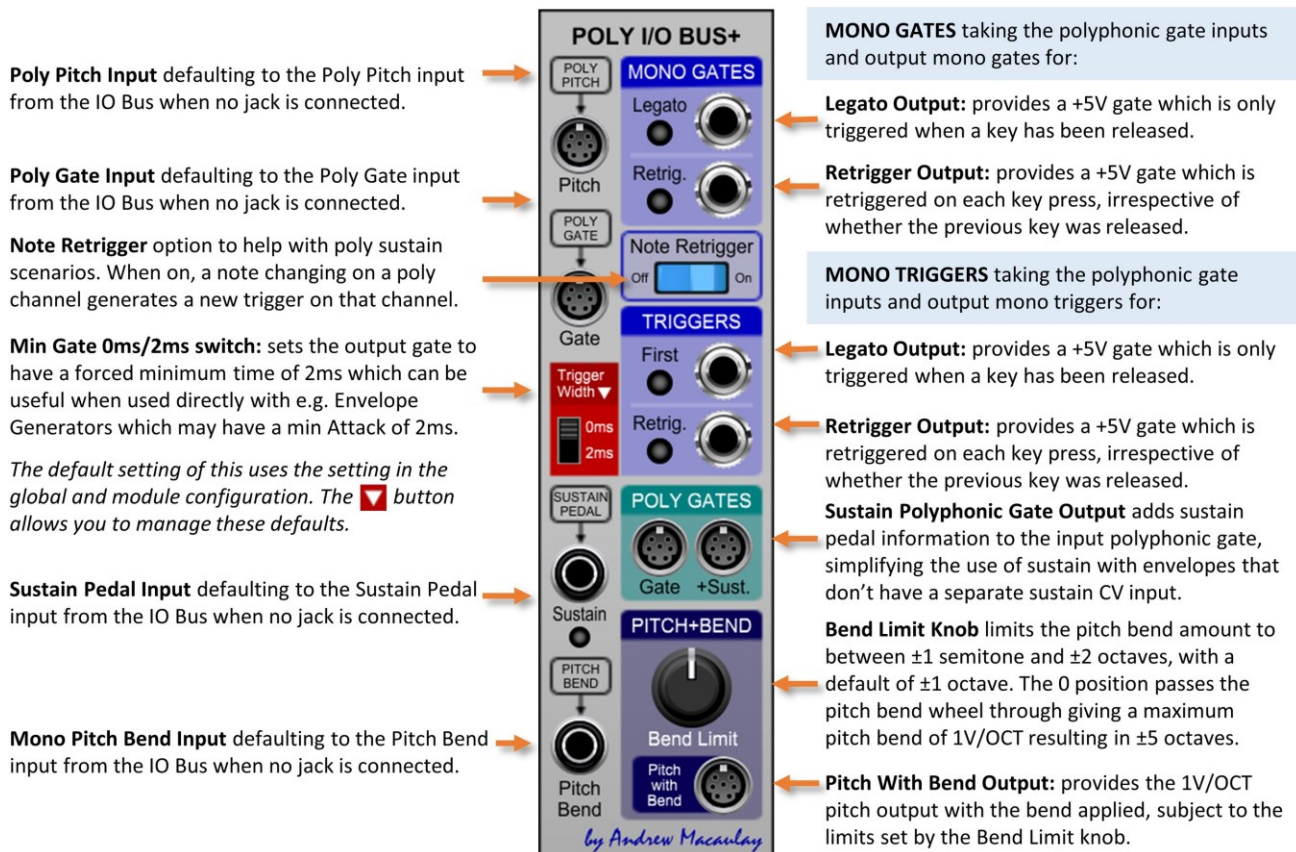 Poly Pitch Input defaulting to the Poly Pitch input
from the IO Bus when no jack is connected.
Poly Gate Input defaulting to the Poly Gate input
from the IO Bus when no jack is connected.
Note Retrigger option to help with poly sustain
scenarios. When on, a note changing on a poly
channel generates a new trigger on that channel.
Min Gate 0ms/2ms switch: sets the output gate to
have a forced minimum time of 2ms which can be
useful when used directly with e.g. Envelope
Generators which may have a min Attack of 2ms.
The default setting of this uses the setting in the
global and module configuration. The button
allows you to manage these defaults.
Sustain Pedal Input defaulting to the Sustain Pedal
input from the IO Bus when no jack is connected.
Mono Pitch Bend Input defaulting to the Pitch Bend
input from the IO Bus when no jack is connected.
POLY I/O BUS+
POLY
PITCH
Pitch
POLY
GATE
Gate
Trigger
Width
0ms
2ms
SUSTAIN
PEDAL
Sustain
PITCH
BEND
Pitch
Bend
MONO GATES
Legato
Retrig.
Note Retrigger
Off On
TRIGGERS
First
Retrig.
POLY GATES
Gate +Sust.
PITCH+BEND
Bend Limit
Pitch
with
Bend
by Andrew Macaulay
MONO GATES taking the polyphonic gate inputs
and output mono gates for:
Legato Output: provides a +5V gate which is only
triggered when a key has been released.
Retrigger Output: provides a +5V gate which is
retriggered on each key press, irrespective of
whether the previous key was released.
MONO TRIGGERS taking the polyphonic gate
inputs and output mono triggers for:
Legato Output: provides a +5V gate which is only
triggered when a key has been released.
Retrigger Output: provides a +5V gate which is
retriggered on each key press, irrespective of
whether the previous key was released.
Sustain Polyphonic Gate Output adds sustain
pedal information to the input polyphonic gate,
simplifying the use of sustain with envelopes that
don't have a separate sustain CV input.
Bend Limit Knob limits the pitch bend amount to
between ±1 semitone and ±2 octaves, with a
default of ±1 octave. The 0 position passes the
pitch bend wheel through giving a maximum
pitch bend of 1V/OCT resulting in ±5 octaves.
Pitch With Bend Output: provides the 1V/OCT
pitch output with the bend applied, subject to the
limits set by the Bend Limit knob.